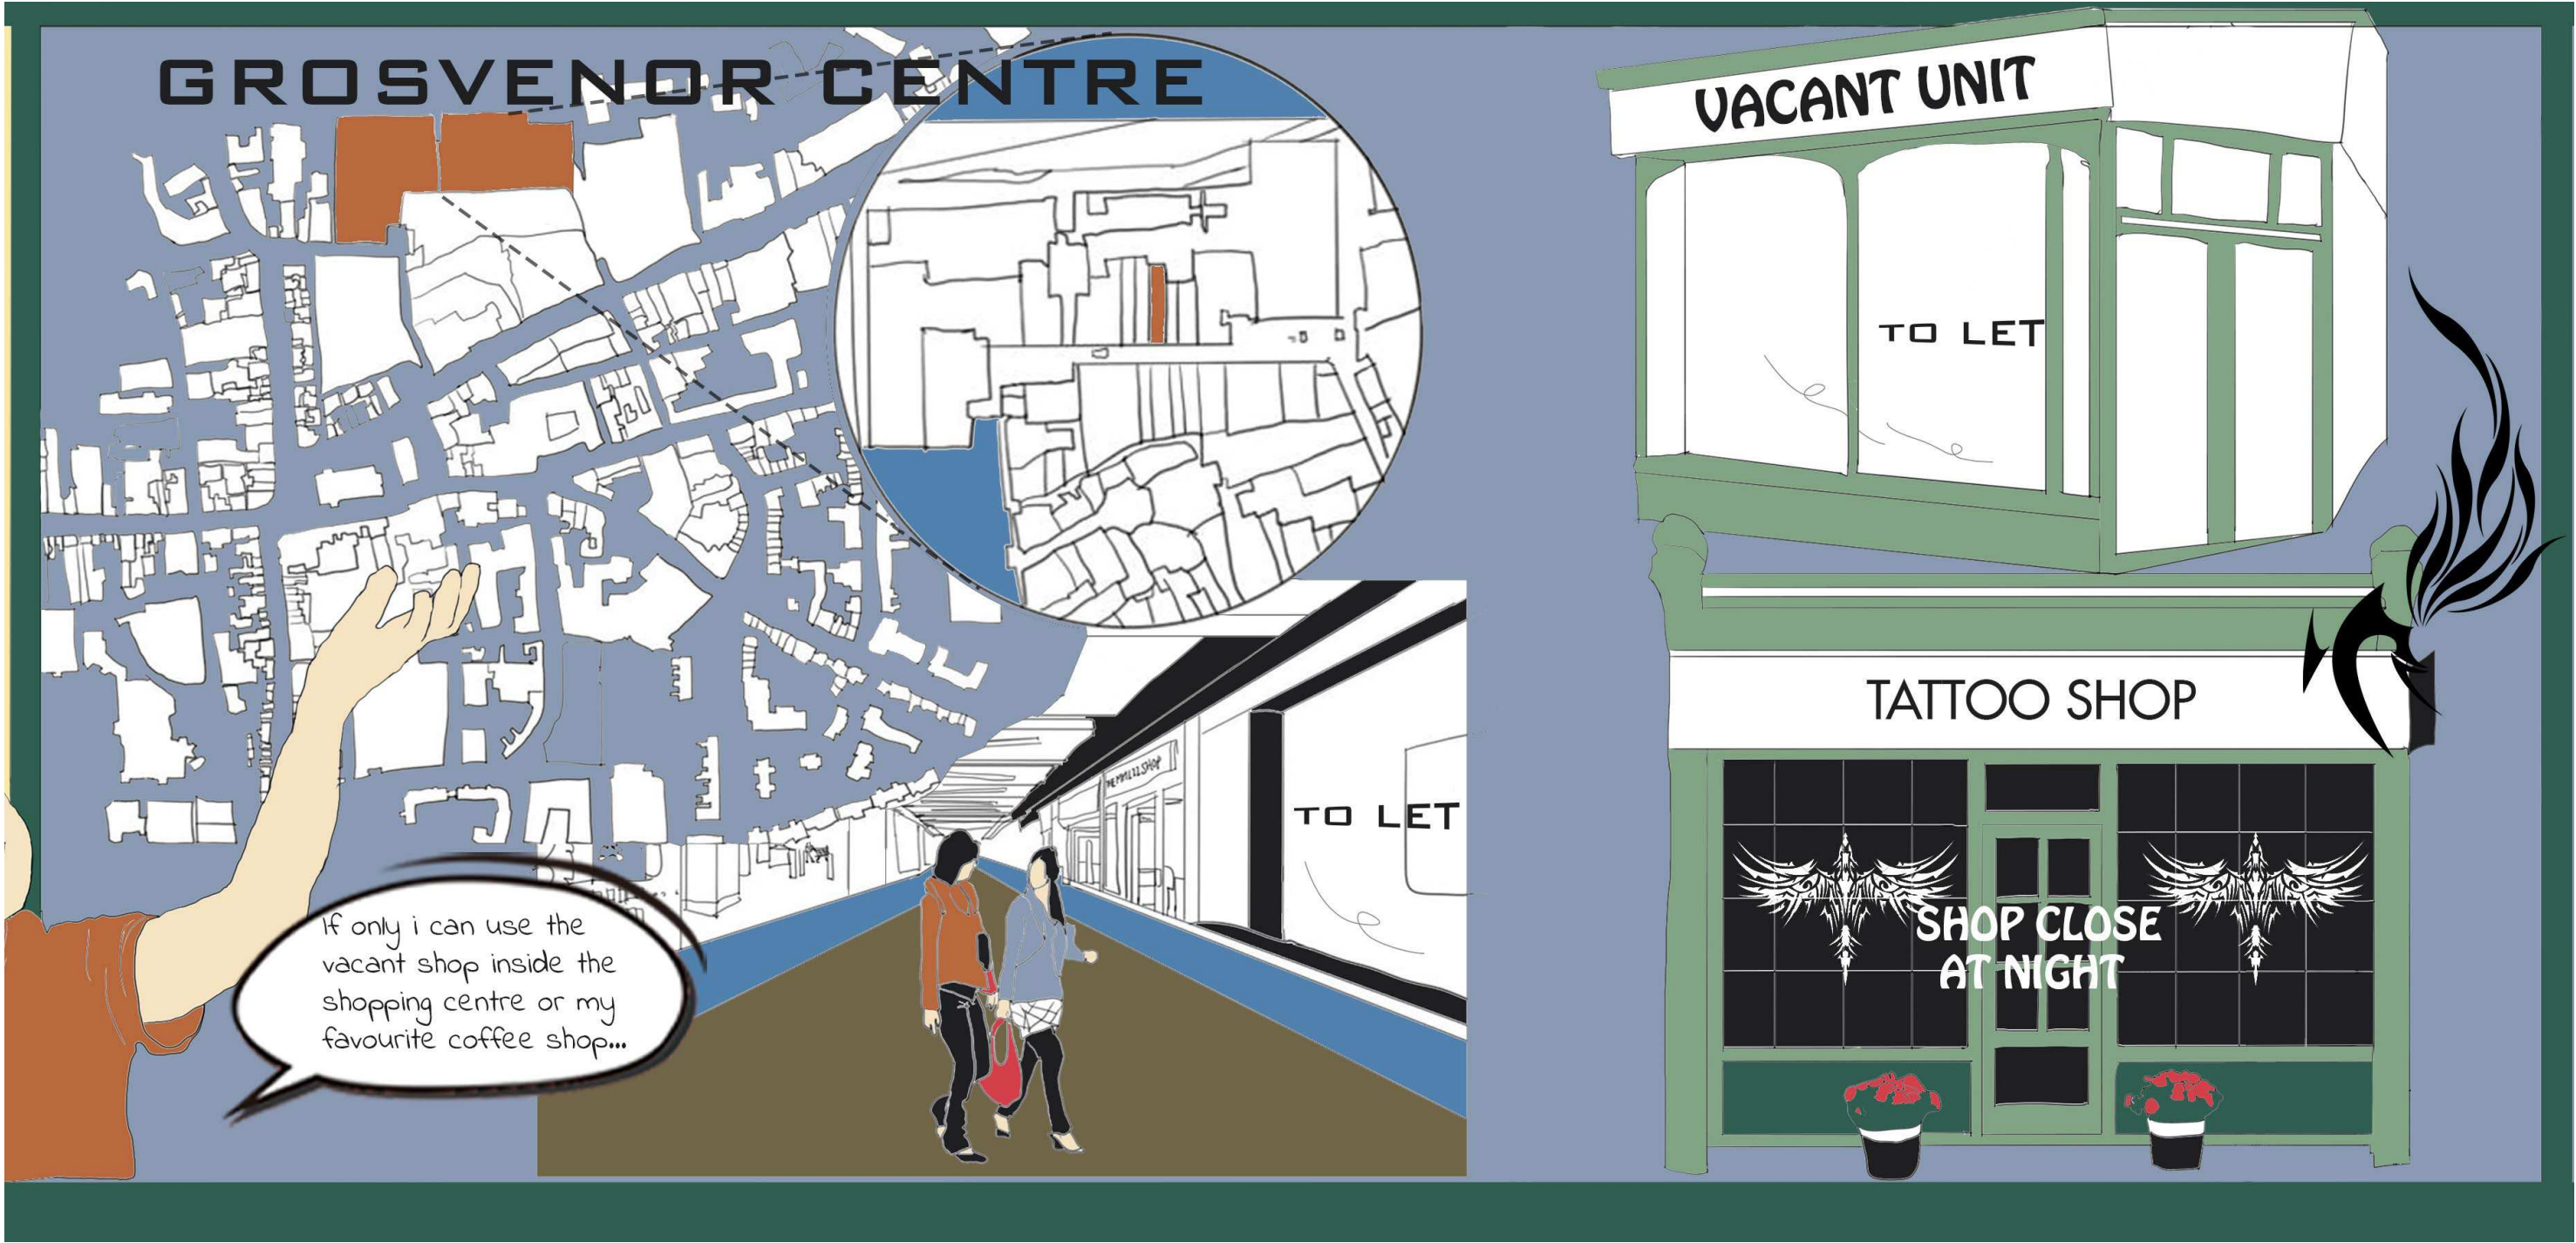 GROSVENOR CENTRE
VACANT UNIT
TO LET
TATTOO SHOP
SHOP CLOSE
AT NIGHT
TO LET
If only i can use the
vacant shop inside the
shopping centre or my
favourite coffee shop...